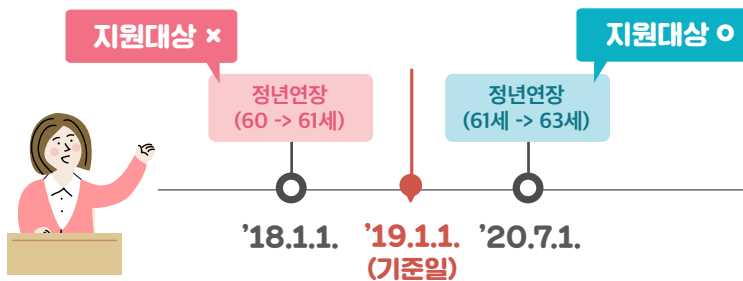 지원대상 ×
지원대상 O
정년연장
(60 -> 61세)
정년연장
(61세 -> 63세)
’18.1.1.
’19.1.1.
(기준일)
’20.7.1.